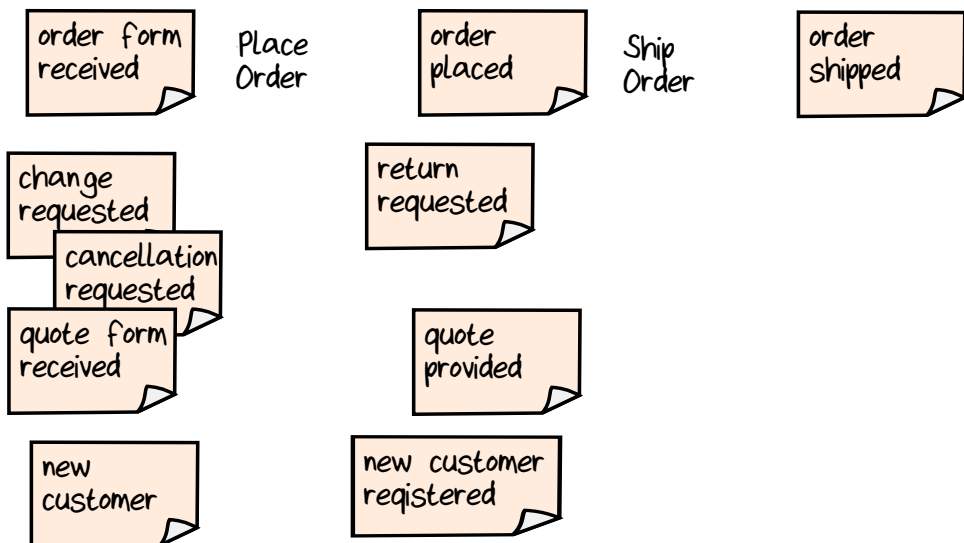 order form
received
Place
Order
order
placed
Ship
Order
order
shipped
change
requested
return
requested
cancellation
requested
quote form
received
quote
provided
new
customer
new customer
registered